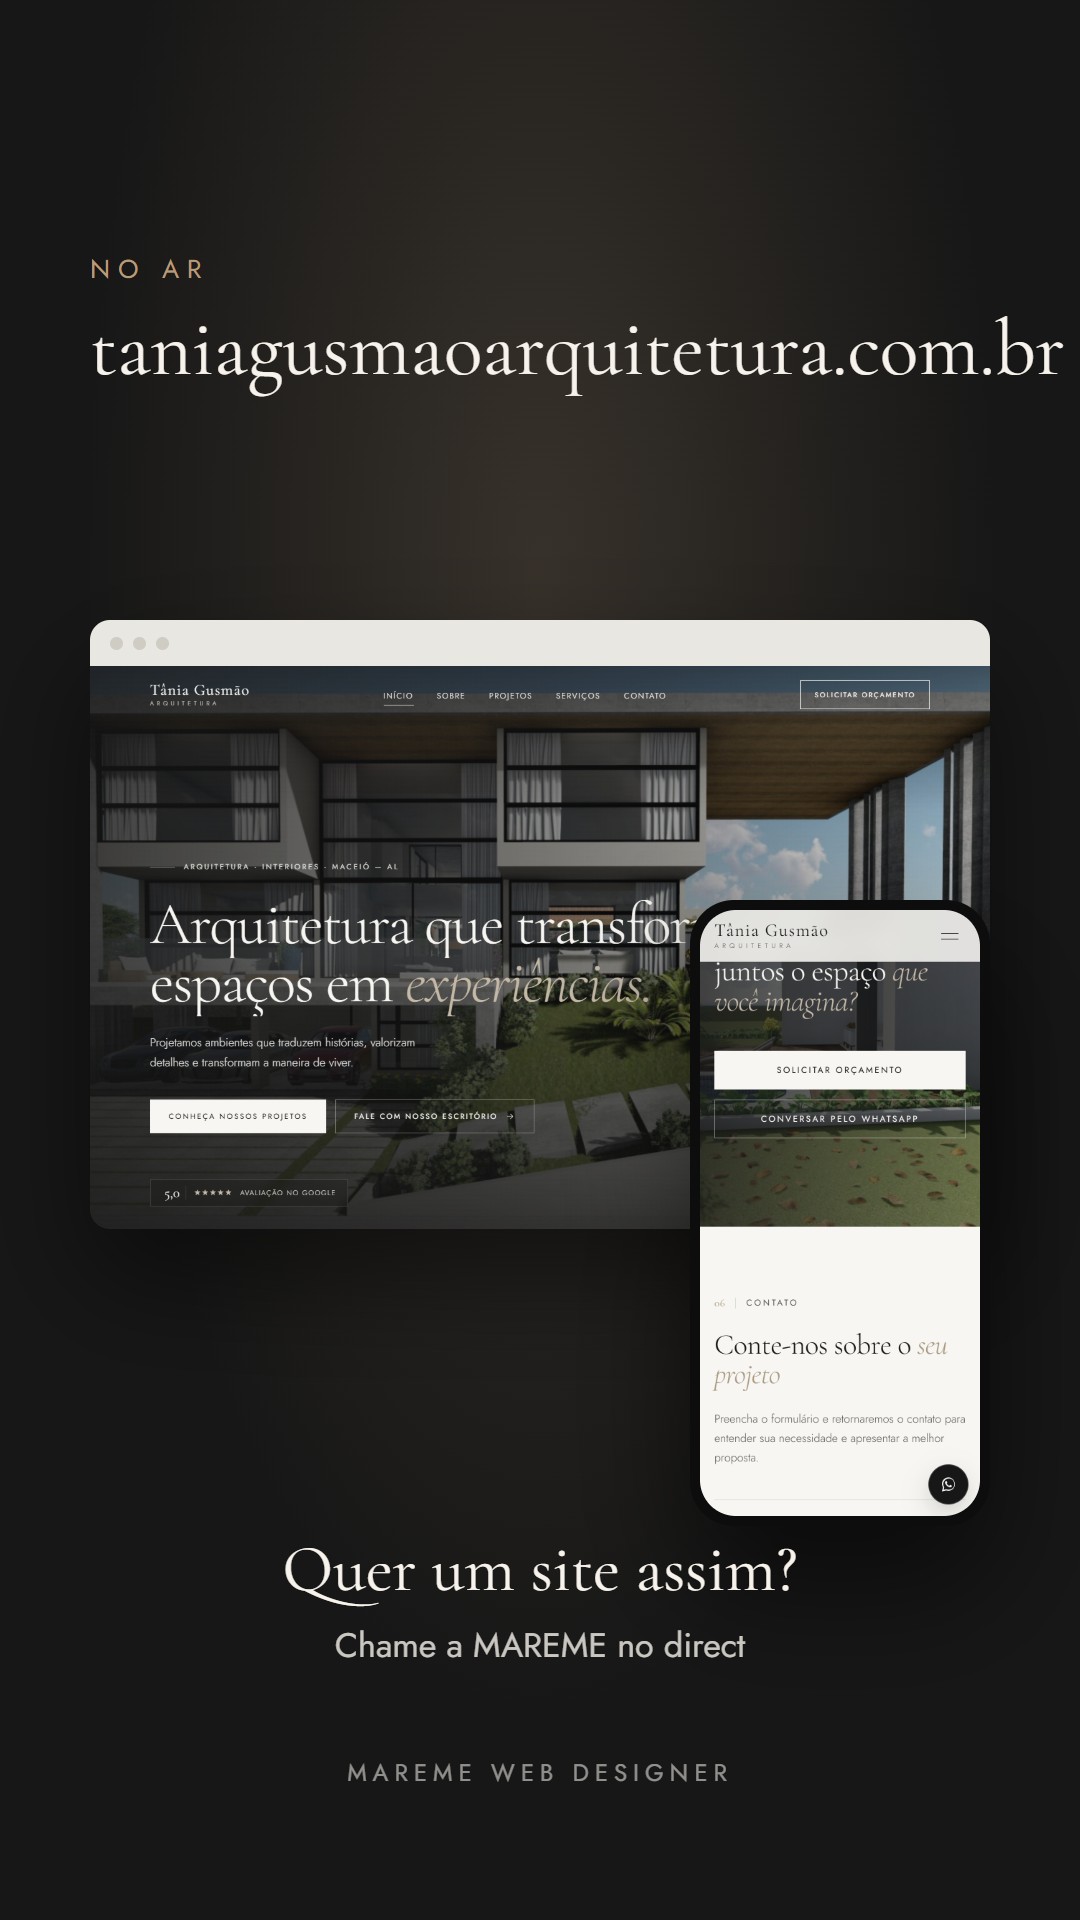 NO AR
taniagusmaoarquitetura.com.br
Tânia Gusmão
ARQUITETURA
INÍCIO SOBRE PROJETOS SERVIÇOS CONTATO
SOLICITAR ORÇAMENTO
ARQUITETURA · INTERIORES · MACEIÓ — AL
Arquitetura que transfor
espaços em experiências.
Projetamos ambientes que traduzem histórias, valorizam
detalhes e transformam a maneira de viver.
CONHEÇA NOSSOS PROJETOS
FALE COM NOSSO ESCRITÓRIO →
5,0 ★★★★★ AVALIAÇÃO NO GOOGLE
Tânia Gusmão
ARQUITETURA
juntos o espaço que
você imagina?
SOLICITAR ORÇAMENTO
CONVERSAR PELO WHATSAPP
06 | CONTATO
Conte-nos sobre o seu
projeto
Preencha o formulário e retornaremos o contato para
entender sua necessidade e apresentar a melhor
proposta.
Quer um site assim?
Chame a MAREME no direct
MAREME WEB DESIGNER